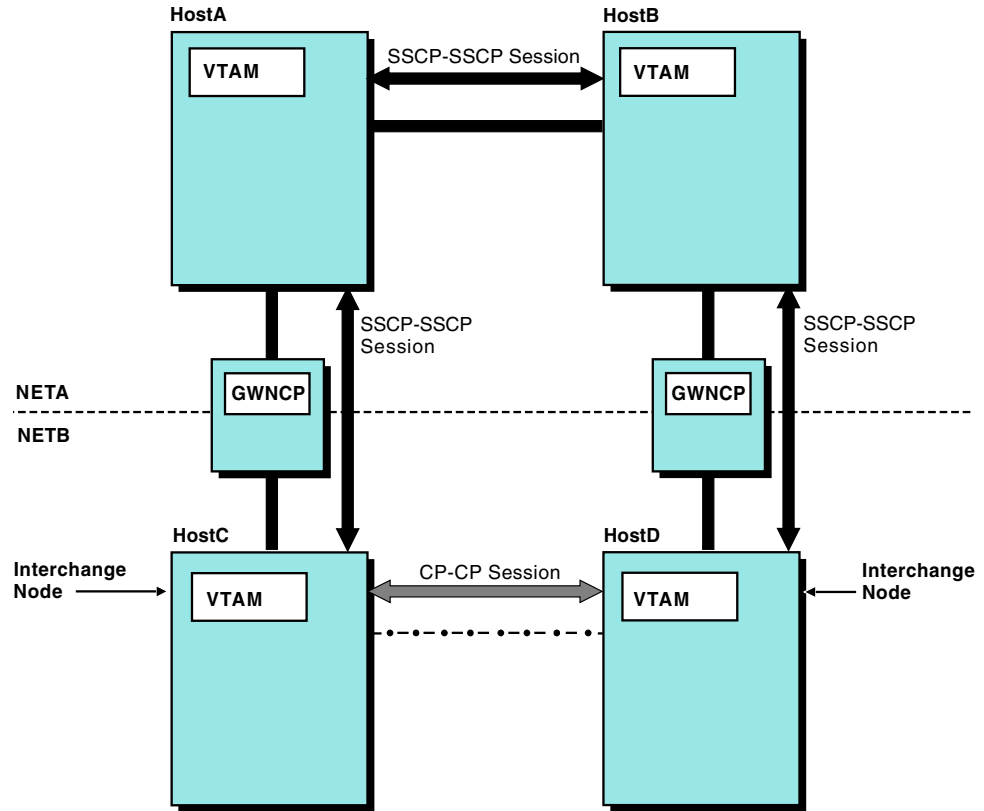 HostA
HostB
VTAM
SSCP-SSCP Session
VTAM
SSCP-SSCP
Session
SSCP-SSCP
Session
GWNCP
GWNCP
NETA
NETB
HostC
HostD
Interchange
Node
VTAM
CP-CP Session
VTAM
Interchange
Node